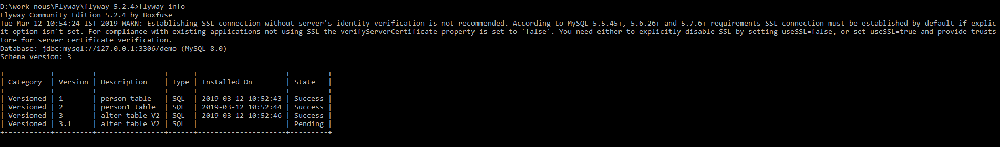 D:\work_nous\Flyway\flyway-5.2.4>flyway info
Flyway Community Edition 5.2.4 by Boxfuse
Tue Mar 12 10:54:24 IST 2019 WARN: Establishing SSL connection without server's identity verification is not recommended. According to MySQL 5.5.45+, 5.6.26+ and 5.7.6+ requirements SSL connection must be established by default if explic
it option isn't set. For compliance with existing applications not using SSL the verifyServerCertificate property is set to 'false'. You need either to explicitly disable SSL by setting useSSL=false, or set useSSL=true and provide trusts
tore for server certificate verification.
Database: jdbc:mysql://127.0.0.1:3306/demo (MySQL 8.0)
Schema version: 3

+-----------+---------+----------------+------+---------------------+---------+
| Category  | Version | Description    | Type | Installed On        | State   |
+-----------+---------+----------------+------+---------------------+---------+
| Versioned | 1       | person table   | SQL  | 2019-03-12 10:52:43 | Success |
| Versioned | 2       | person1 table  | SQL  | 2019-03-12 10:52:44 | Success |
| Versioned | 3       | alter table V2 | SQL  | 2019-03-12 10:52:46 | Success |
| Versioned | 3.1     | alter table V2 | SQL  |                     | Pending |
+-----------+---------+----------------+------+---------------------+---------+